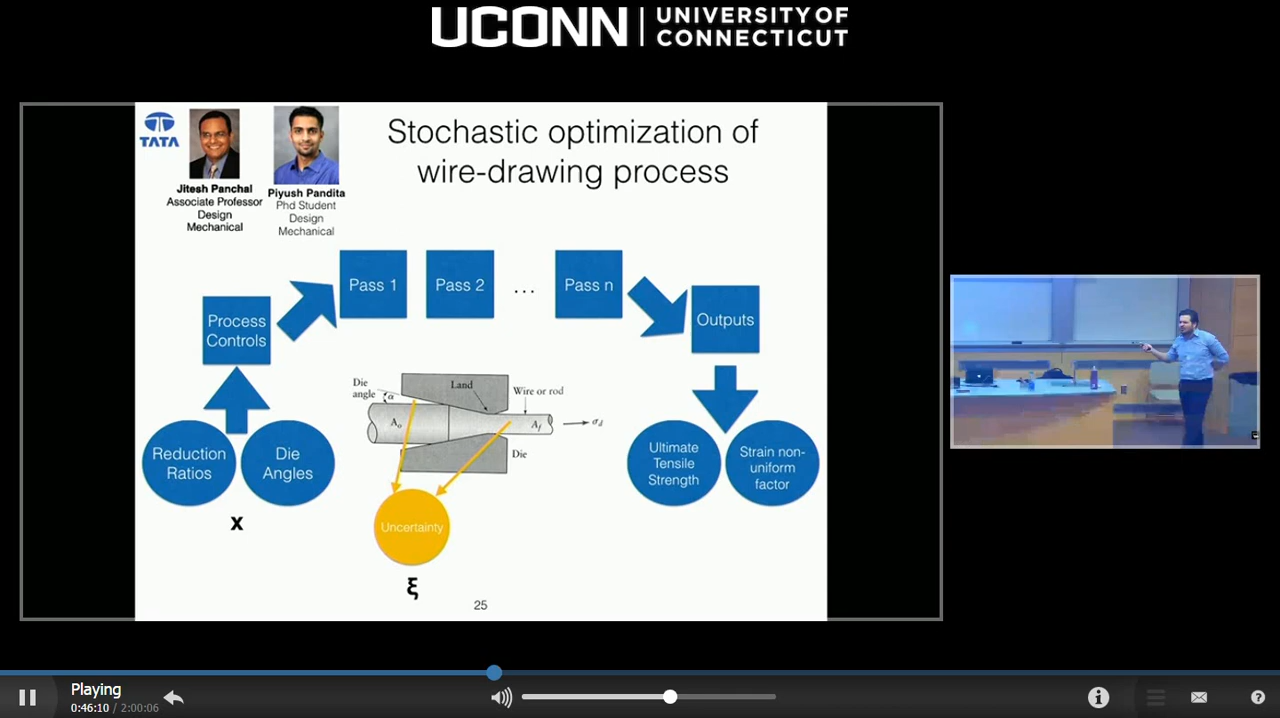 UCONN
UNIVERSITY OF
CONNECTICUT
TATA
Jitesh Panchal
Associate Professor
Design
Mechanical
Piyush Pandita
Phd Student
Design
Mechanical
Stochastic optimization of
wire-drawing process
Process
Controls
Pass 1
Pass 2
...
Pass n
Outputs
Reduction
Ratios
Die
Angles
x
Die
angle
α
Land
Wire or rod
Ao
Af
σd
Die
Uncertainty
ξ
Ultimate
Tensile
Strength
Strain non-
uniform
factor
25
Playing
0:46:10 / 2:00:06